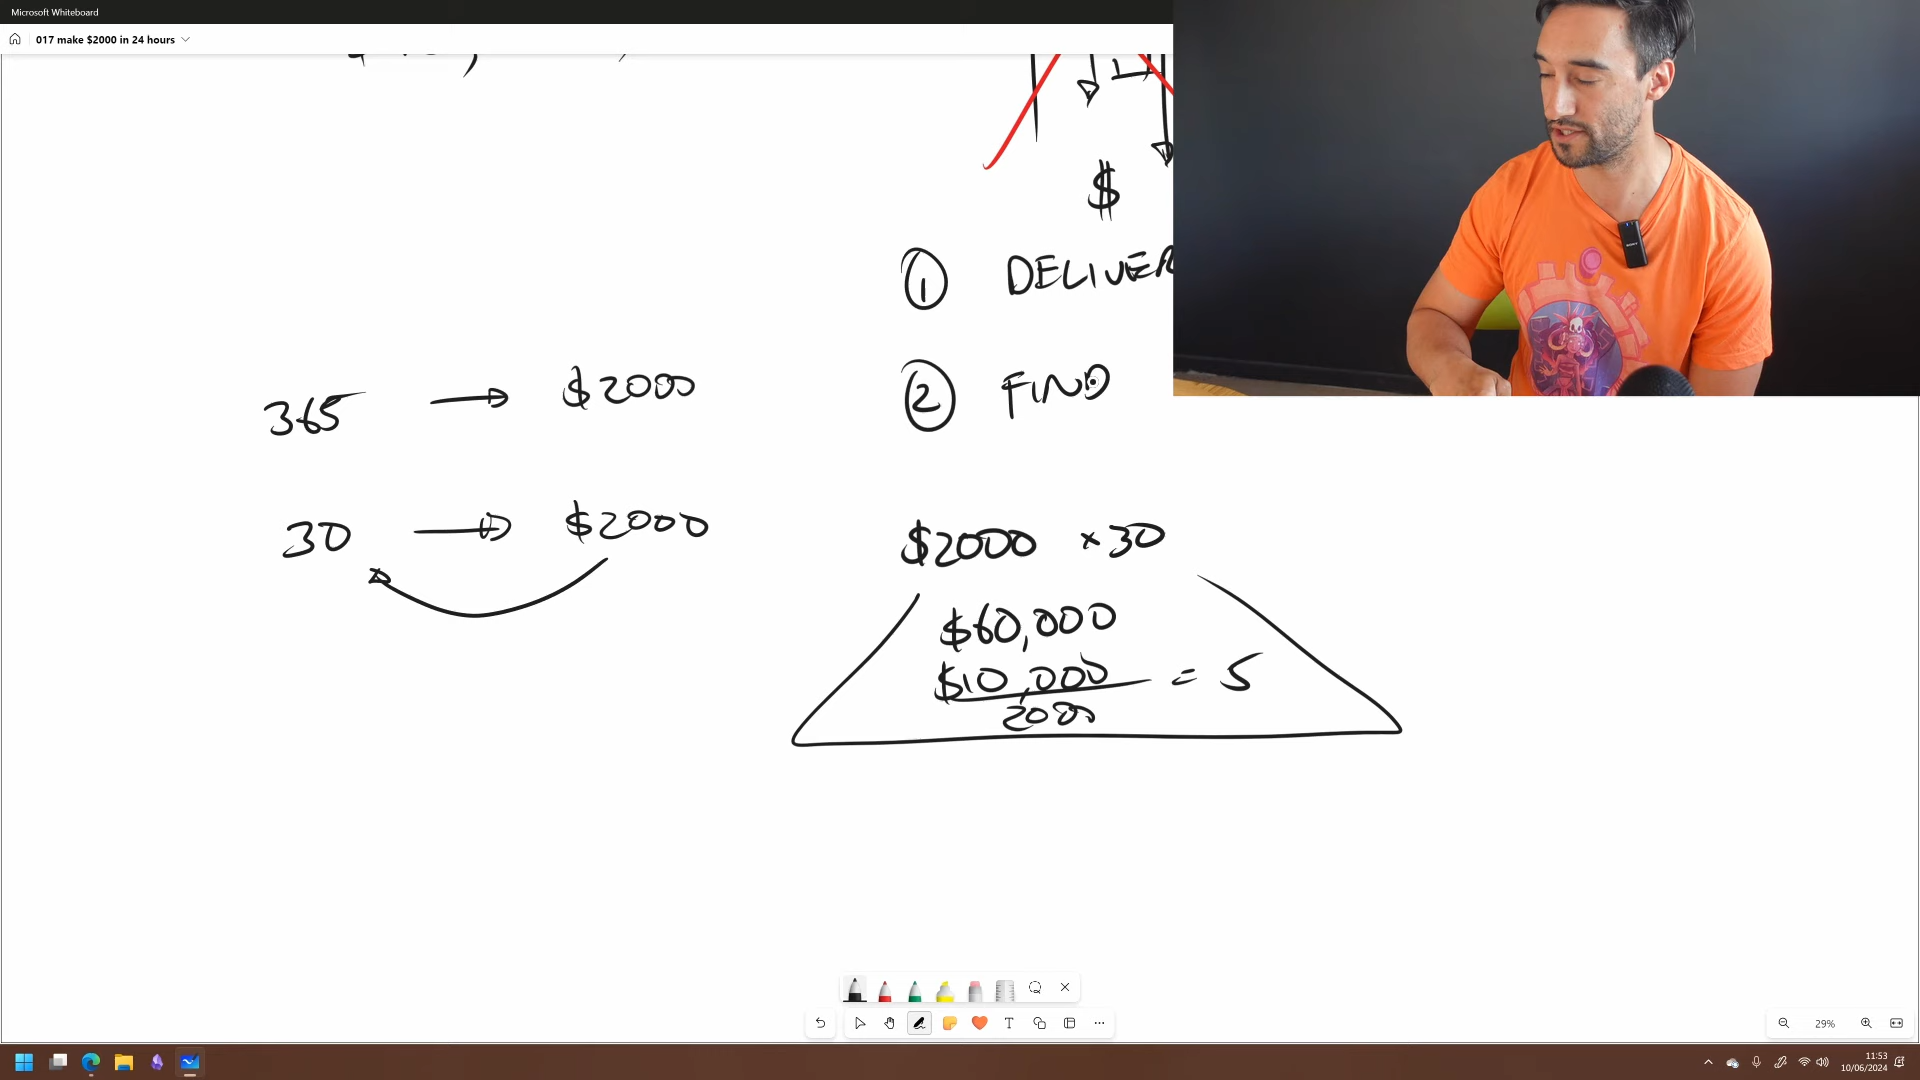 Microsoft Whiteboard
017 make $2000 in 24 hours
$
1 DELIVER
2 FIND
365 → $2000
30 → $2000
$2000 × 30
$60,000
$10,000 = 5
2000
29%
11:53
10/06/2024